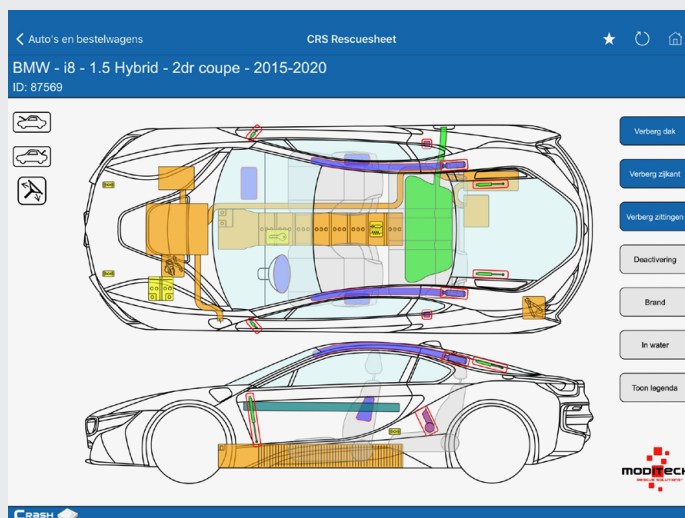 Auto's en bestelwagens
CRS Rescuesheet
BMW - i8 - 1.5 Hybrid - 2dr coupe - 2015-2020
ID: 87569
Verberg dak
Verberg zijkant
Verberg zittingen
Deactivering
Brand
In water
Toon legenda
MODITECH
RESCUE SOLUTIONS
CRASH